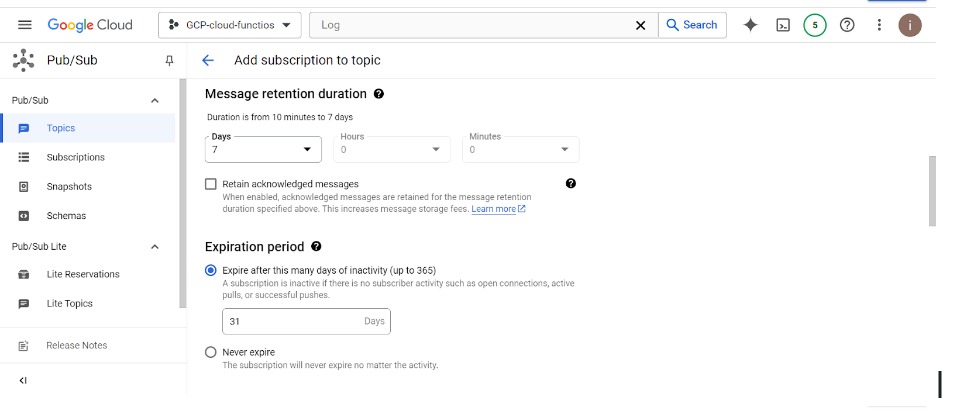 Google Cloud
GCP-cloud-functios
Log
Search
5
i
Pub/Sub
Add subscription to topic
Pub/Sub
Topics
Subscriptions
Snapshots
Schemas
Pub/Sub Lite
Lite Reservations
Lite Topics
Release Notes
Message retention duration
Duration is from 10 minutes to 7 days
Days
7
Hours
0
Minutes
0
Retain acknowledged messages
When enabled, acknowledged messages are retained for the message retention
duration specified above. This increases message storage fees. Learn more
Expiration period
Expire after this many days of inactivity (up to 365)
A subscription is inactive if there is no subscriber activity such as open connections, active
pulls, or successful pushes.
31 Days
Never expire
The subscription will never expire no matter the activity.